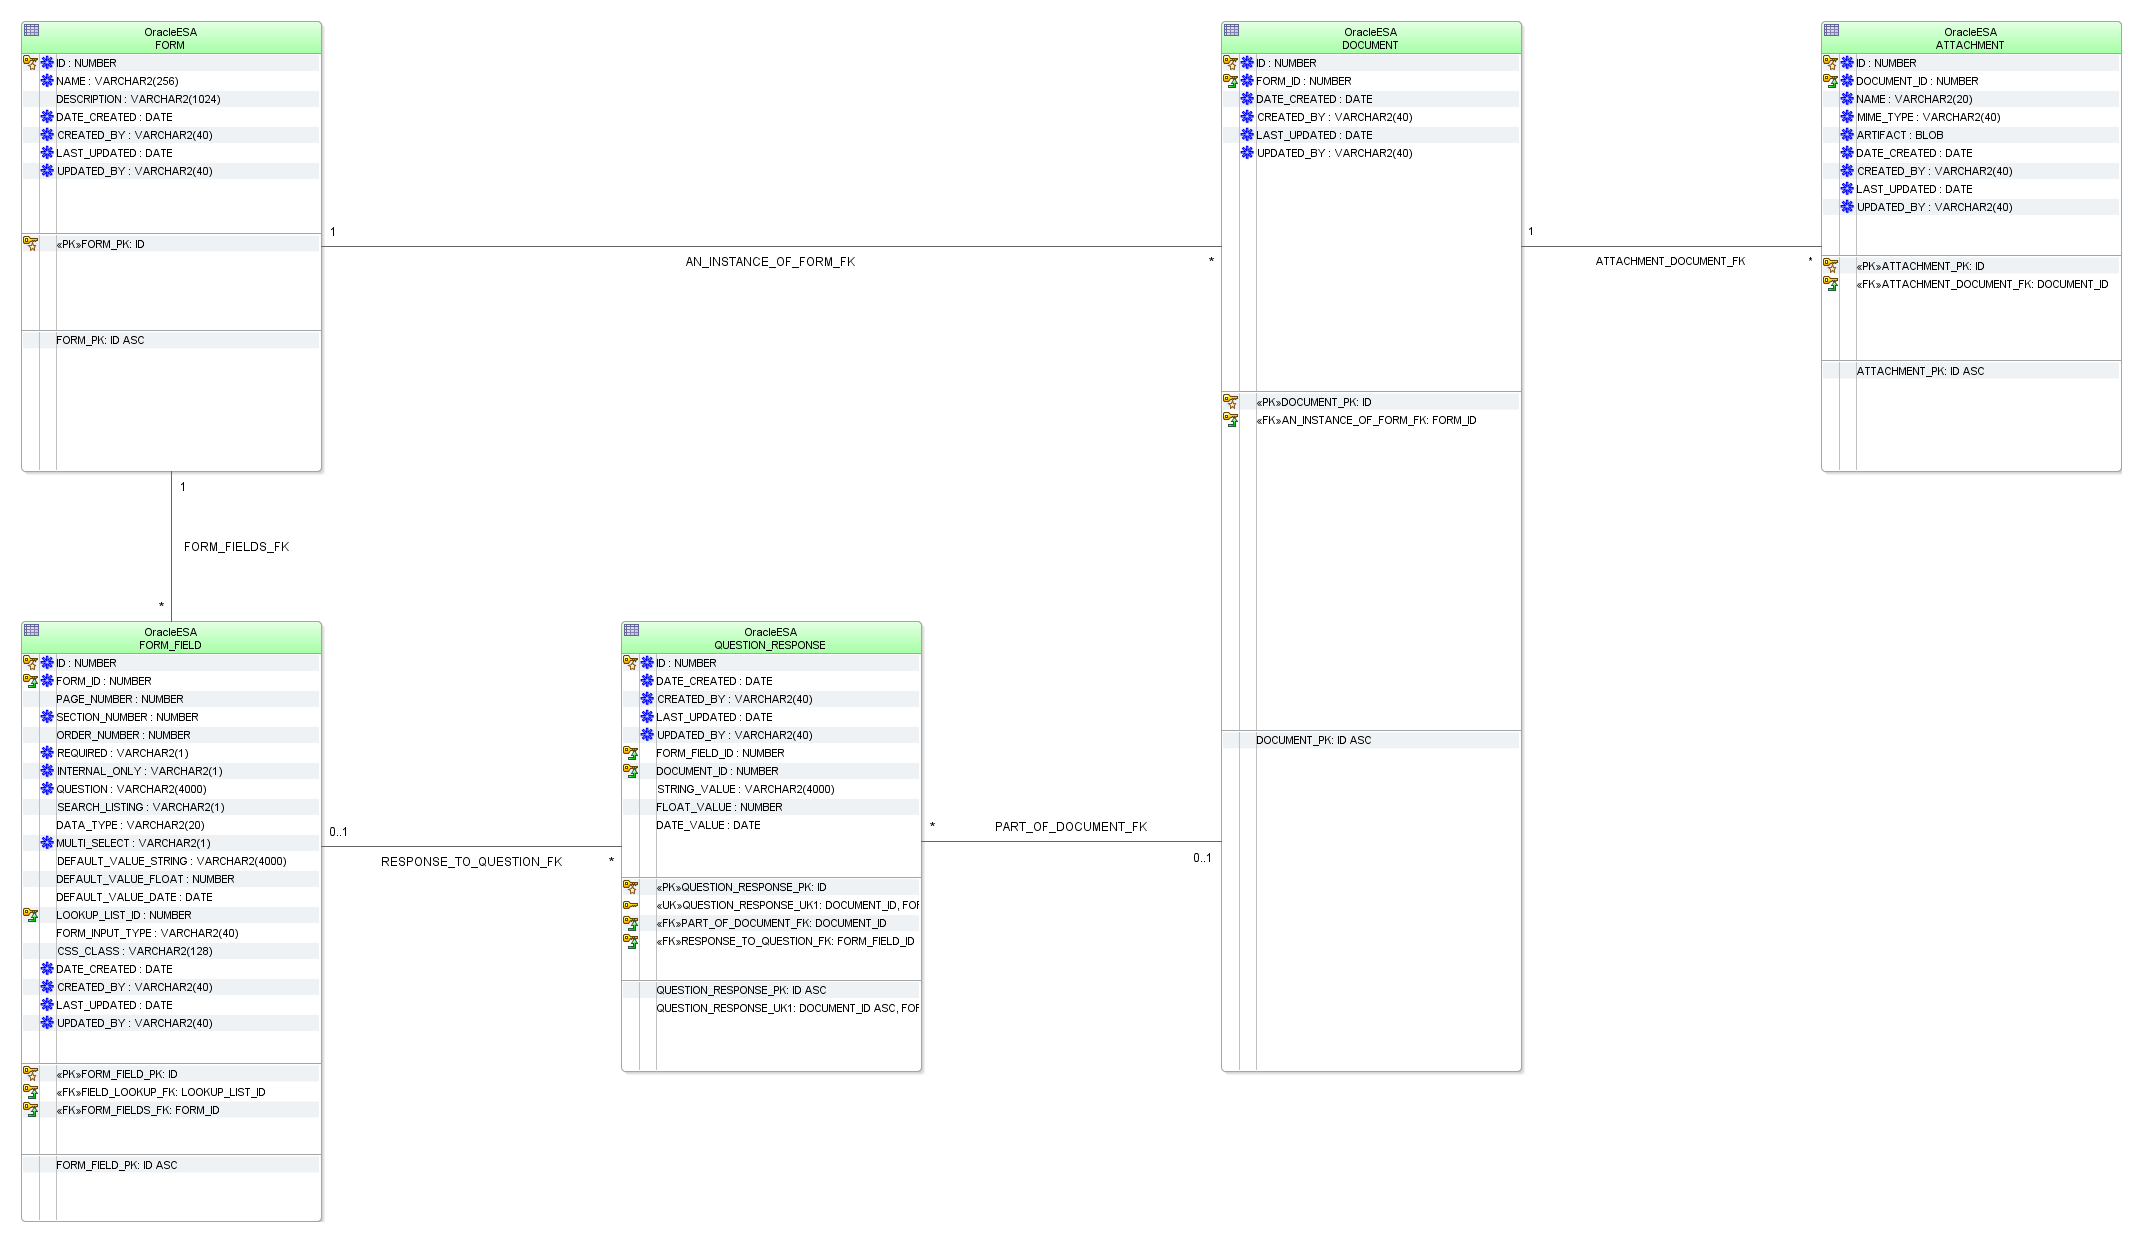 OracleESA
FORM
ID : NUMBER
NAME : VARCHAR2(256)
DESCRIPTION : VARCHAR2(1024)
DATE_CREATED : DATE
CREATED_BY : VARCHAR2(40)
LAST_UPDATED : DATE
UPDATED_BY : VARCHAR2(40)
«PK»FORM_PK: ID
FORM_PK: ID ASC
1
AN_INSTANCE_OF_FORM_FK
*
OracleESA
DOCUMENT
ID : NUMBER
FORM_ID : NUMBER
DATE_CREATED : DATE
CREATED_BY : VARCHAR2(40)
LAST_UPDATED : DATE
UPDATED_BY : VARCHAR2(40)
«PK»DOCUMENT_PK: ID
«FK»AN_INSTANCE_OF_FORM_FK: FORM_ID
DOCUMENT_PK: ID ASC
1
ATTACHMENT_DOCUMENT_FK
*
OracleESA
ATTACHMENT
ID : NUMBER
DOCUMENT_ID : NUMBER
NAME : VARCHAR2(20)
MIME_TYPE : VARCHAR2(40)
ARTIFACT : BLOB
DATE_CREATED : DATE
CREATED_BY : VARCHAR2(40)
LAST_UPDATED : DATE
UPDATED_BY : VARCHAR2(40)
«PK»ATTACHMENT_PK: ID
«FK»ATTACHMENT_DOCUMENT_FK: DOCUMENT_ID
ATTACHMENT_PK: ID ASC
1
FORM_FIELDS_FK
*
OracleESA
FORM_FIELD
ID : NUMBER
FORM_ID : NUMBER
PAGE_NUMBER : NUMBER
SECTION_NUMBER : NUMBER
ORDER_NUMBER : NUMBER
REQUIRED : VARCHAR2(1)
INTERNAL_ONLY : VARCHAR2(1)
QUESTION : VARCHAR2(4000)
SEARCH_LISTING : VARCHAR2(1)
DATA_TYPE : VARCHAR2(20)
MULTI_SELECT : VARCHAR2(1)
DEFAULT_VALUE_STRING : VARCHAR2(4000)
DEFAULT_VALUE_FLOAT : NUMBER
DEFAULT_VALUE_DATE : DATE
LOOKUP_LIST_ID : NUMBER
FORM_INPUT_TYPE : VARCHAR2(40)
CSS_CLASS : VARCHAR2(128)
DATE_CREATED : DATE
CREATED_BY : VARCHAR2(40)
LAST_UPDATED : DATE
UPDATED_BY : VARCHAR2(40)
«PK»FORM_FIELD_PK: ID
«FK»FIELD_LOOKUP_FK: LOOKUP_LIST_ID
«FK»FORM_FIELDS_FK: FORM_ID
FORM_FIELD_PK: ID ASC
0..1
RESPONSE_TO_QUESTION_FK
*
OracleESA
QUESTION_RESPONSE
ID : NUMBER
DATE_CREATED : DATE
CREATED_BY : VARCHAR2(40)
LAST_UPDATED : DATE
UPDATED_BY : VARCHAR2(40)
FORM_FIELD_ID : NUMBER
DOCUMENT_ID : NUMBER
STRING_VALUE : VARCHAR2(4000)
FLOAT_VALUE : NUMBER
DATE_VALUE : DATE
«PK»QUESTION_RESPONSE_PK: ID
«UK»QUESTION_RESPONSE_UK1: DOCUMENT_ID, FOR
«FK»PART_OF_DOCUMENT_FK: DOCUMENT_ID
«FK»RESPONSE_TO_QUESTION_FK: FORM_FIELD_ID
QUESTION_RESPONSE_PK: ID ASC
QUESTION_RESPONSE_UK1: DOCUMENT_ID ASC, FOR
*
PART_OF_DOCUMENT_FK
0..1